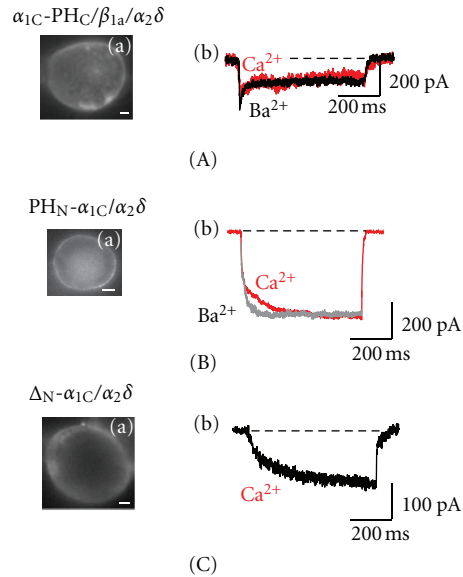 α₁C-PHC/β₁a/α₂δ
(a)
(b)
Ca²⁺
Ba²⁺
200 pA
200 ms
(A)
PHN-α₁C/α₂δ
(a)
(b)
Ca²⁺
Ba²⁺
200 pA
200 ms
(B)
ΔN-α₁C/α₂δ
(a)
(b)
Ca²⁺
100 pA
200 ms
(C)